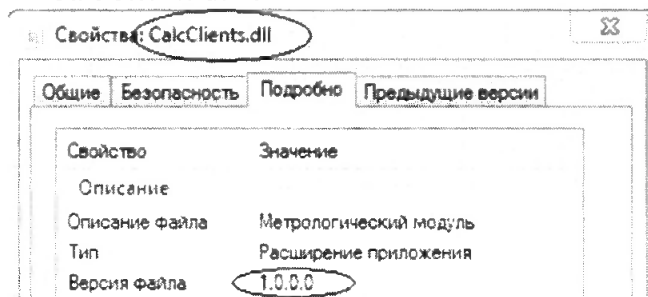 Свойства: CalcClients.dll
Общие Безопасность Подробно Предыдущие версии
Свойство Значение
Описание
Описание файла Метрологический модуль
Тип Расширение приложения
Версия файла 1.0.0.0